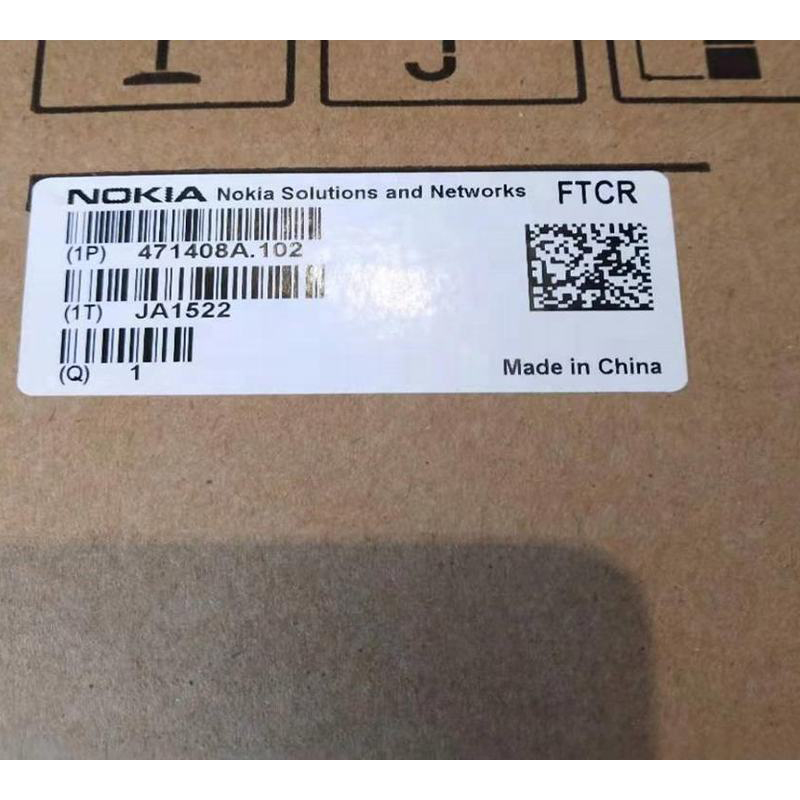 NOKIA Nokia Solutions and Networks FTCR
(1P) 471408A.102
(1T) JA1522
(Q) 1
Made in China